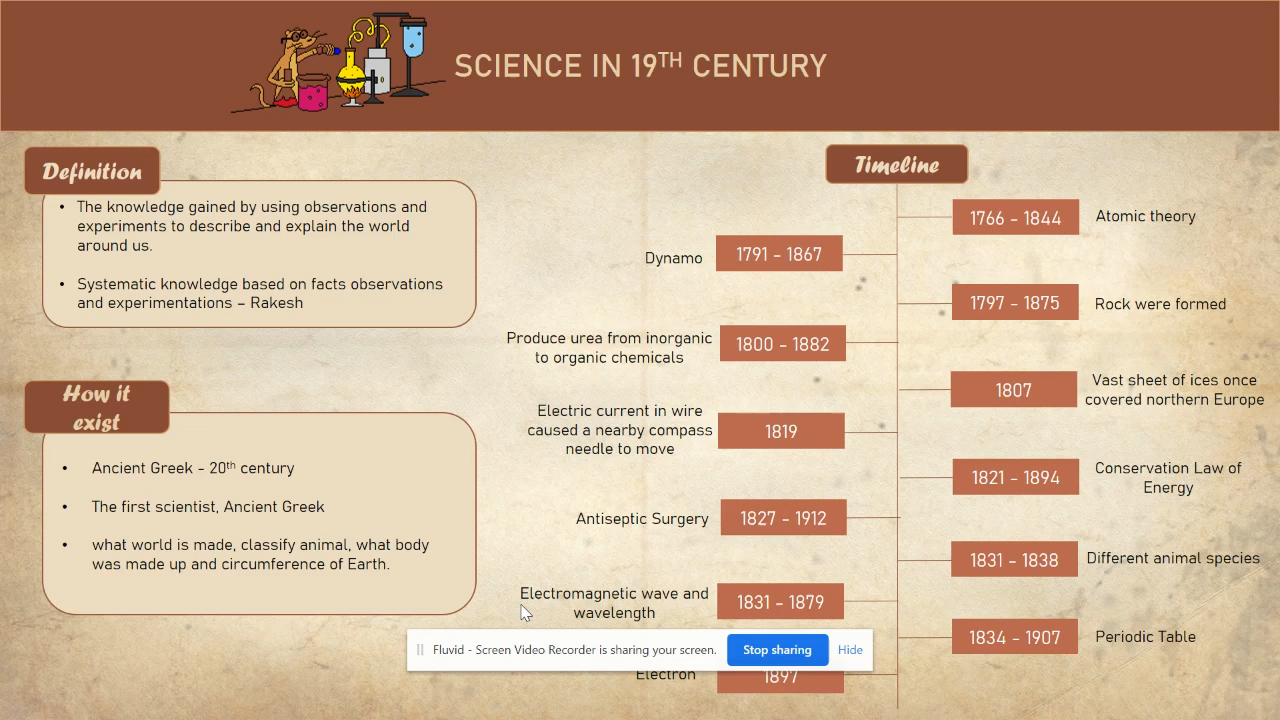 SCIENCE IN 19TH CENTURY
Definition
• The knowledge gained by using observations and
experiments to describe and explain the world
around us.
• Systematic knowledge based on facts observations
and experimentations – Rakesh
How it
exist
• Ancient Greek - 20th century
• The first scientist, Ancient Greek
• what world is made, classify animal, what body
was made up and circumference of Earth.
Timeline
1766 - 1844 Atomic theory
Dynamo 1791 - 1867
1797 - 1875 Rock were formed
Produce urea from inorganic
to organic chemicals
1800 - 1882
1807
Vast sheet of ices once
covered northern Europe
Electric current in wire
caused a nearby compass
needle to move
1819
1821 - 1894
Conservation Law of
Energy
Antiseptic Surgery 1827 - 1912
1831 - 1838 Different animal species
Electromagnetic wave and
wavelength
1831 - 1879
1834 - 1907 Periodic Table
Fluvid - Screen Video Recorder is sharing your screen. Stop sharing Hide
Electron 1897